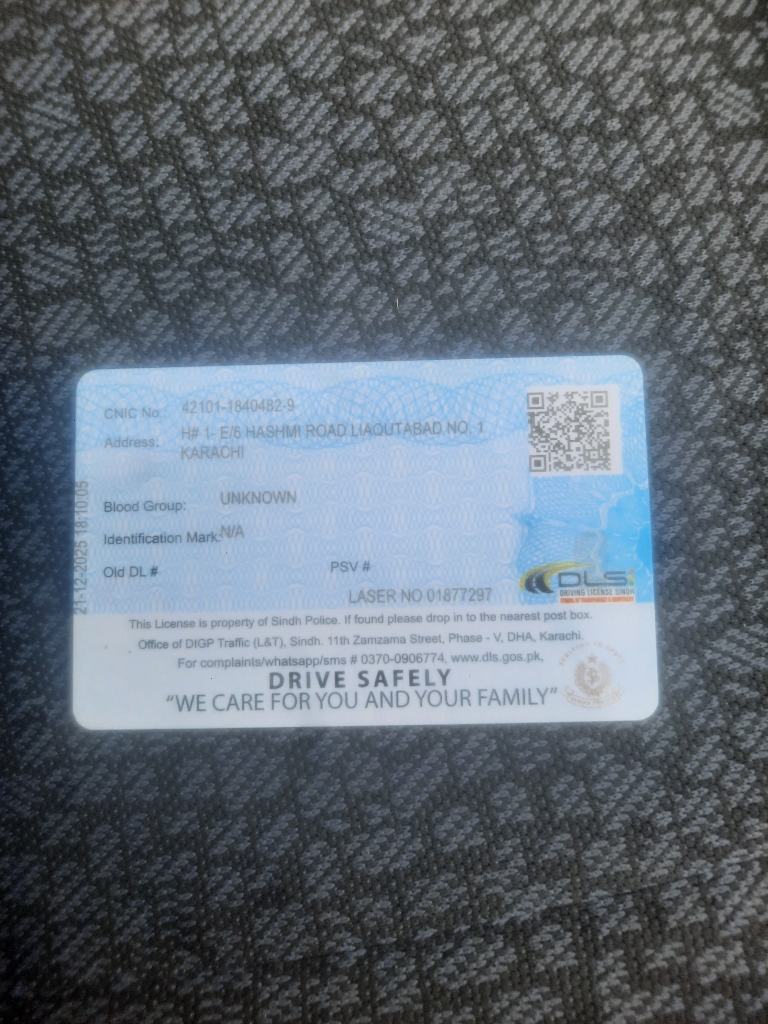 CNIC No: 42101-1840482-9
Address: H# 1- E/6 HASHMI ROAD LIAQUTABAD NO. 1
KARACHI
Blood Group: UNKNOWN
Identification Mark: N/A
Old DL # PSV #
LASER NO 01877297
21-12-2025 18:10:05
DLS
DRIVING LICENSE SINDH
This License is property of Sindh Police. If found please drop in to the nearest post box.
Office of DIGP Traffic (L&T), Sindh. 11th Zamzama Street, Phase - V, DHA, Karachi.
For complaints/whatsapp/sms # 0370-0906774, www.dls.gos.pk,
DRIVE SAFELY
“WE CARE FOR YOU AND YOUR FAMILY”